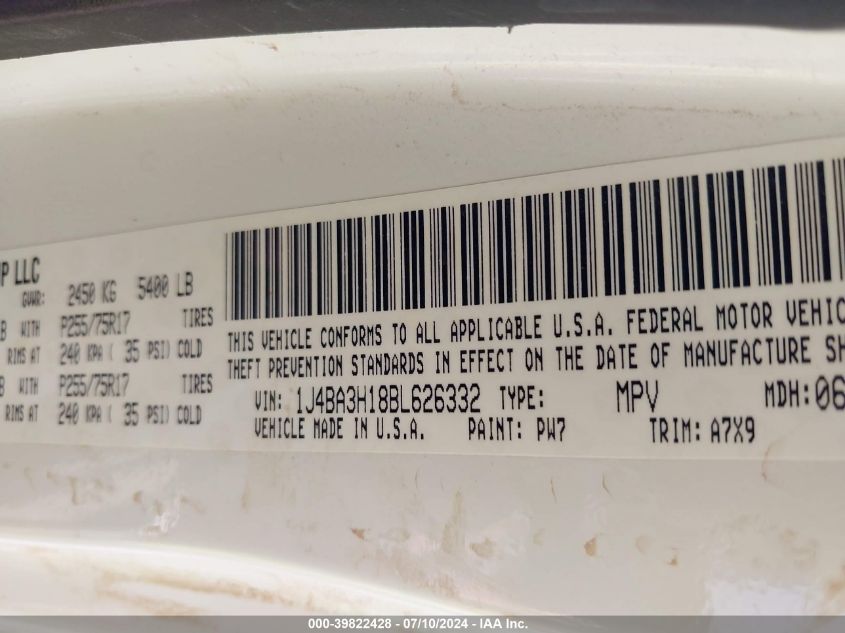 P LLC
GVWR: 2450 KG 5400 LB
B WITH P255/75R17 TIRES
RIMS AT 240 KPA ( 35 PSI) COLD
B WITH P255/75R17 TIRES
RIMS AT 240 KPA ( 35 PSI) COLD
THIS VEHICLE CONFORMS TO ALL APPLICABLE U.S.A. FEDERAL MOTOR VEHIC
THEFT PREVENTION STANDARDS IN EFFECT ON THE DATE OF MANUFACTURE SH
VIN: 1J4BA3H18BL626332 TYPE: MPV MDH: 06
VEHICLE MADE IN U.S.A. PAINT: PW7 TRIM: A7X9
000-39822428 - 07/10/2024 - IAA Inc.